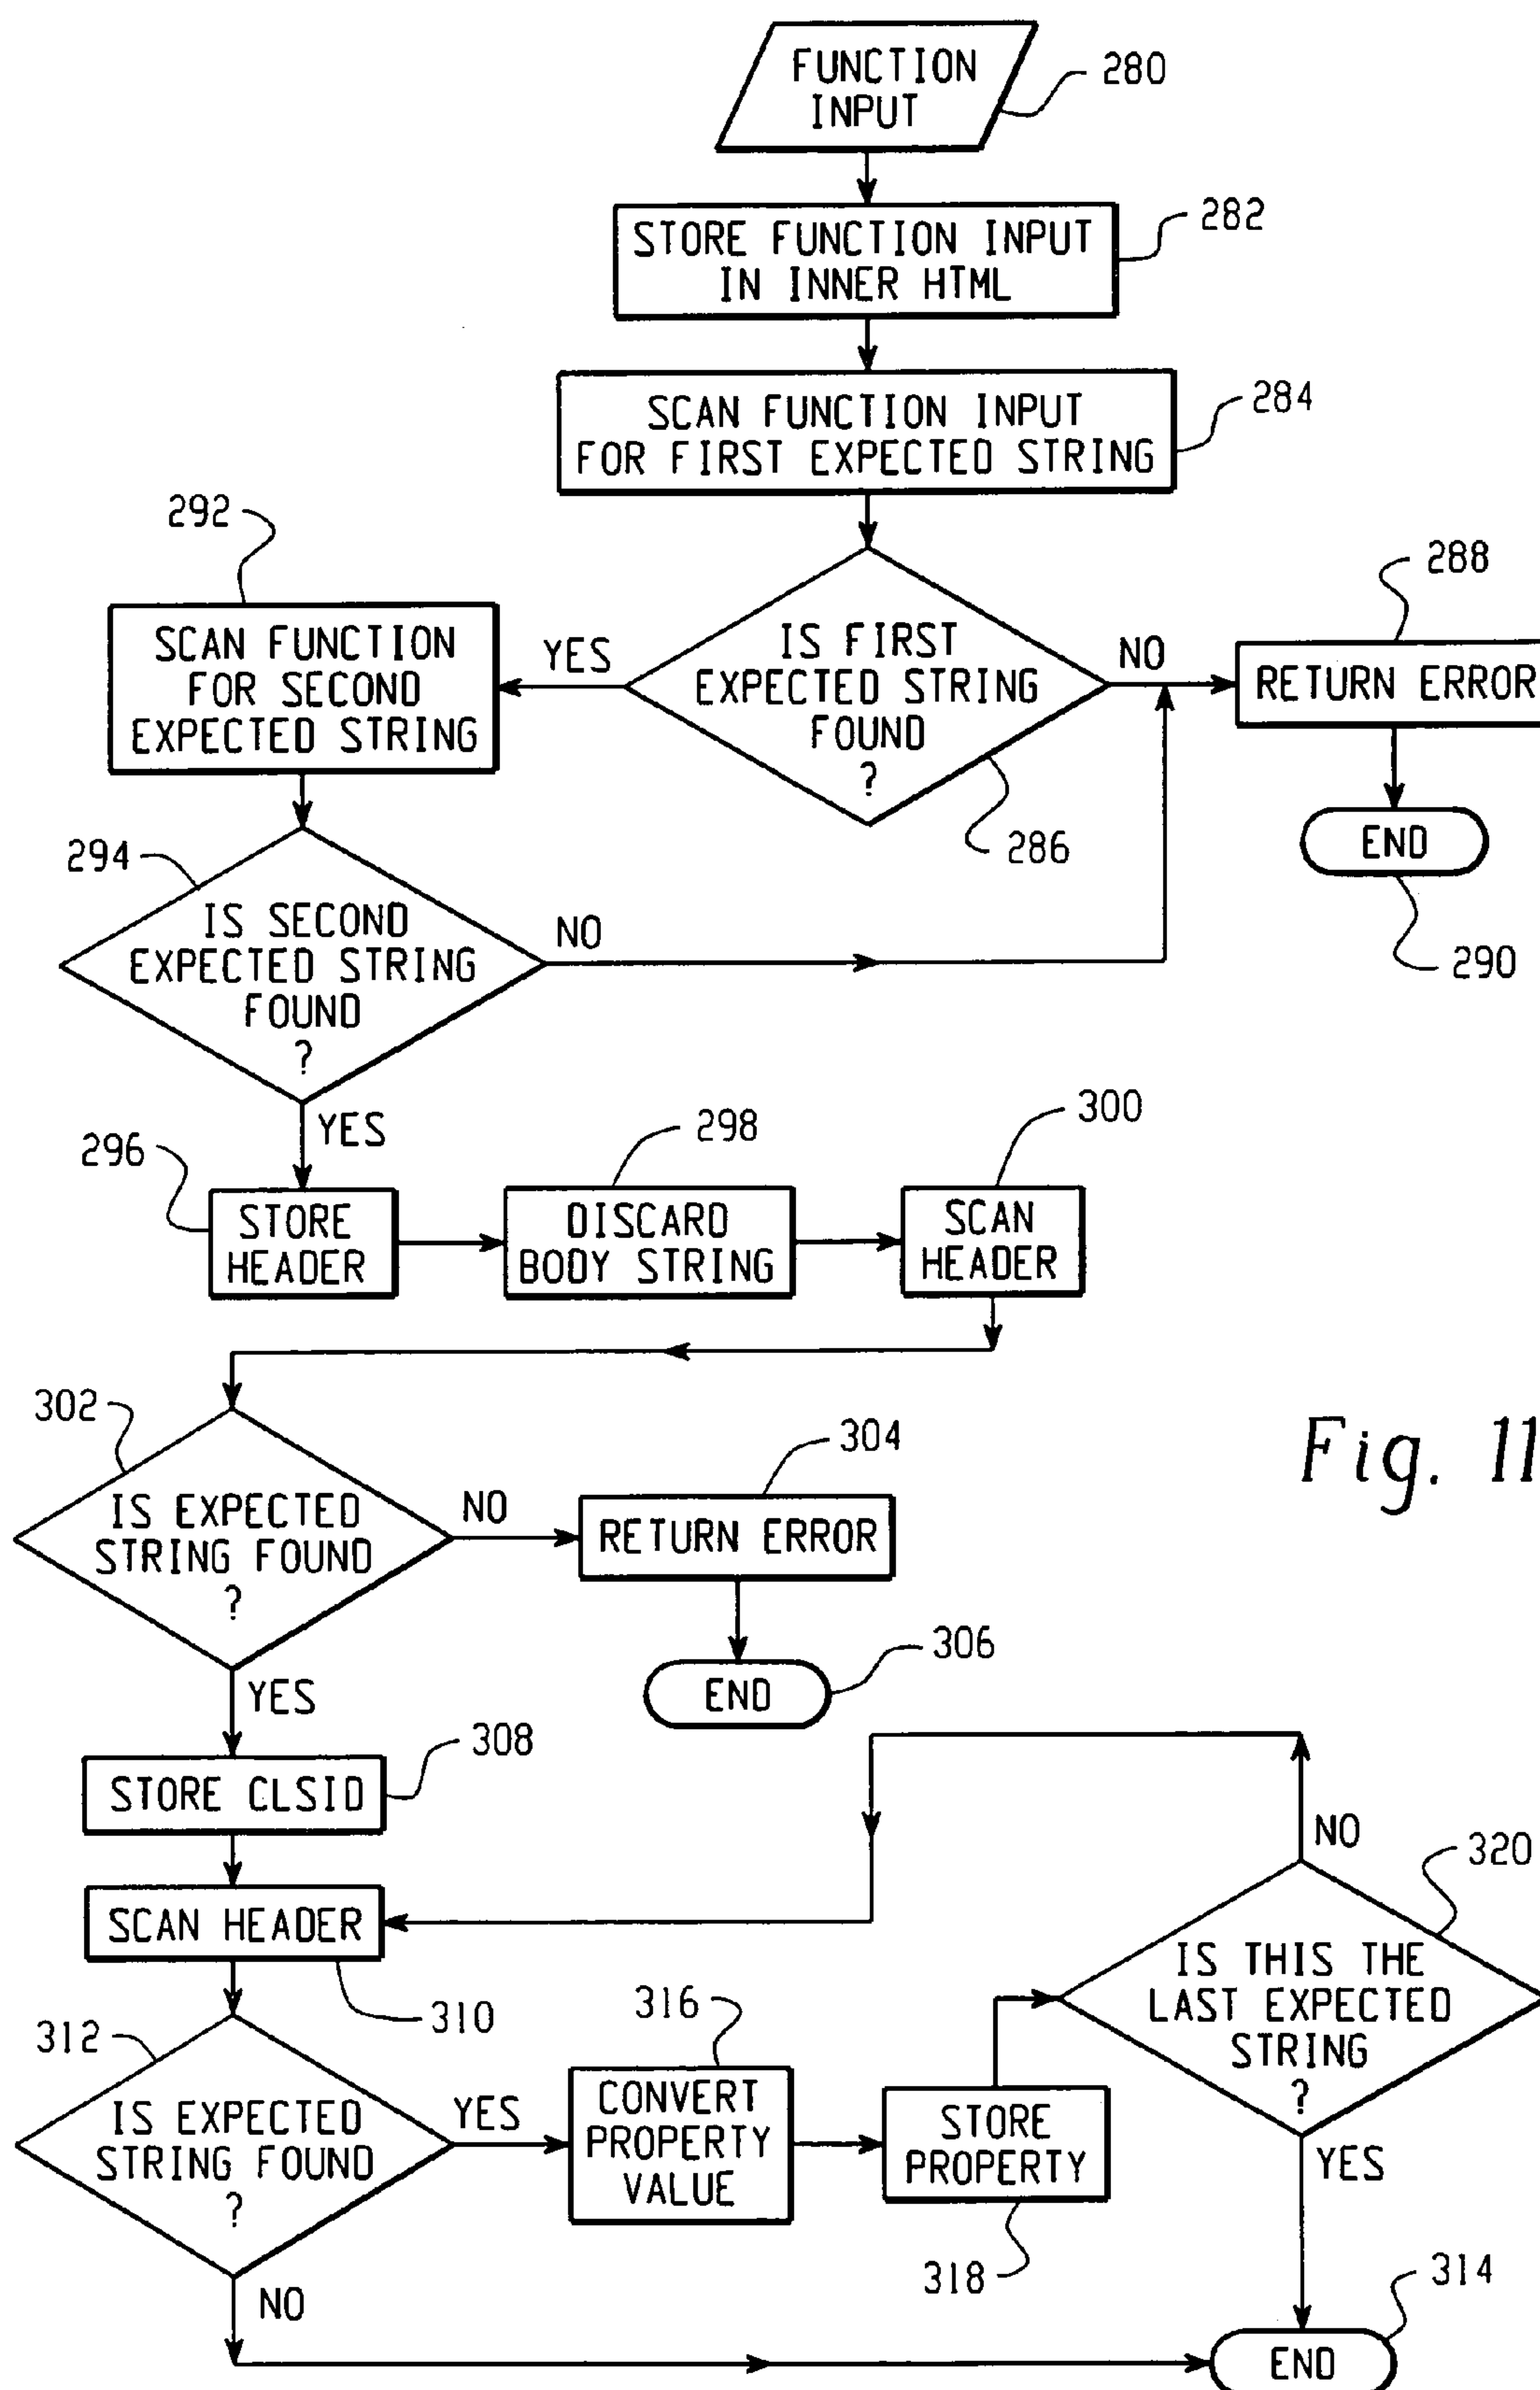 FUNCTION
INPUT
280
STORE FUNCTION INPUT
IN INNER HTML
282
SCAN FUNCTION INPUT
FOR FIRST EXPECTED STRING
284
292
SCAN FUNCTION
FOR SECOND
EXPECTED STRING
YES
IS FIRST
EXPECTED STRING
FOUND
?
286
NO
288
RETURN ERROR
END
290
294
IS SECOND
EXPECTED STRING
FOUND
?
NO
YES
296
STORE
HEADER
298
DISCARD
BODY STRING
300
SCAN
HEADER
302
IS EXPECTED
STRING FOUND
?
NO
304
RETURN ERROR
END
306
Fig. 11
YES
308
STORE CLSID
SCAN HEADER
310
312
IS EXPECTED
STRING FOUND
?
YES
316
CONVERT
PROPERTY
VALUE
STORE
PROPERTY
318
NO
320
IS THIS THE
LAST EXPECTED
STRING
?
YES
NO
314
END